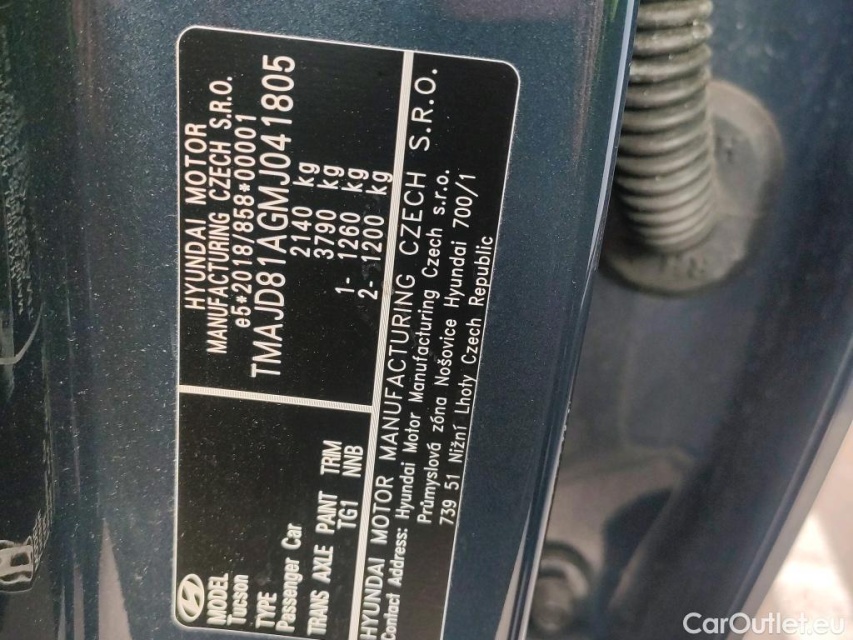 HYUNDAI MOTOR
MANUFACTURING CZECH S.R.O.
e5*2018/858*00001
TMAJD81AGMJ041805
2140 kg
3790 kg
1- 1260 kg
2- 1200 kg
MODEL
Tucson
TYPE
Passenger Car
TRANS AXLE PAINT TRIM
TG1 NNB
HYUNDAI MOTOR MANUFACTURING CZECH S.R.O.
Contact Address: Hyundai Motor Manufacturing Czech s.r.o.
Průmyslová zóna Nošovice Hyundai 700/1
739 51 Nižní Lhoty Czech Republic
CarOutlet.eu